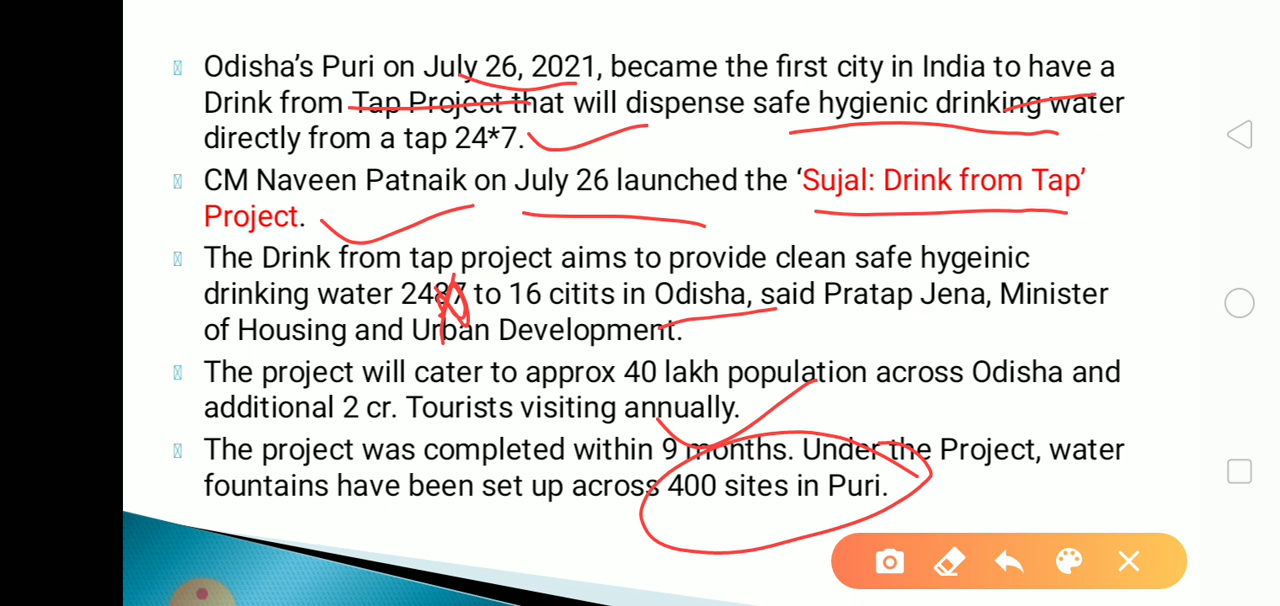 Odisha's Puri on July 26, 2021, became the first city in India to have a
Drink from Tap Project that will dispense safe hygienic drinking water
directly from a tap 24*7.
CM Naveen Patnaik on July 26 launched the ‘Sujal: Drink from Tap’
Project.
The Drink from tap project aims to provide clean safe hygeinic
drinking water 2487 to 16 citits in Odisha, said Pratap Jena, Minister
of Housing and Urban Development.
The project will cater to approx 40 lakh population across Odisha and
additional 2 cr. Tourists visiting annually.
The project was completed within 9 months. Under the Project, water
fountains have been set up across 400 sites in Puri.